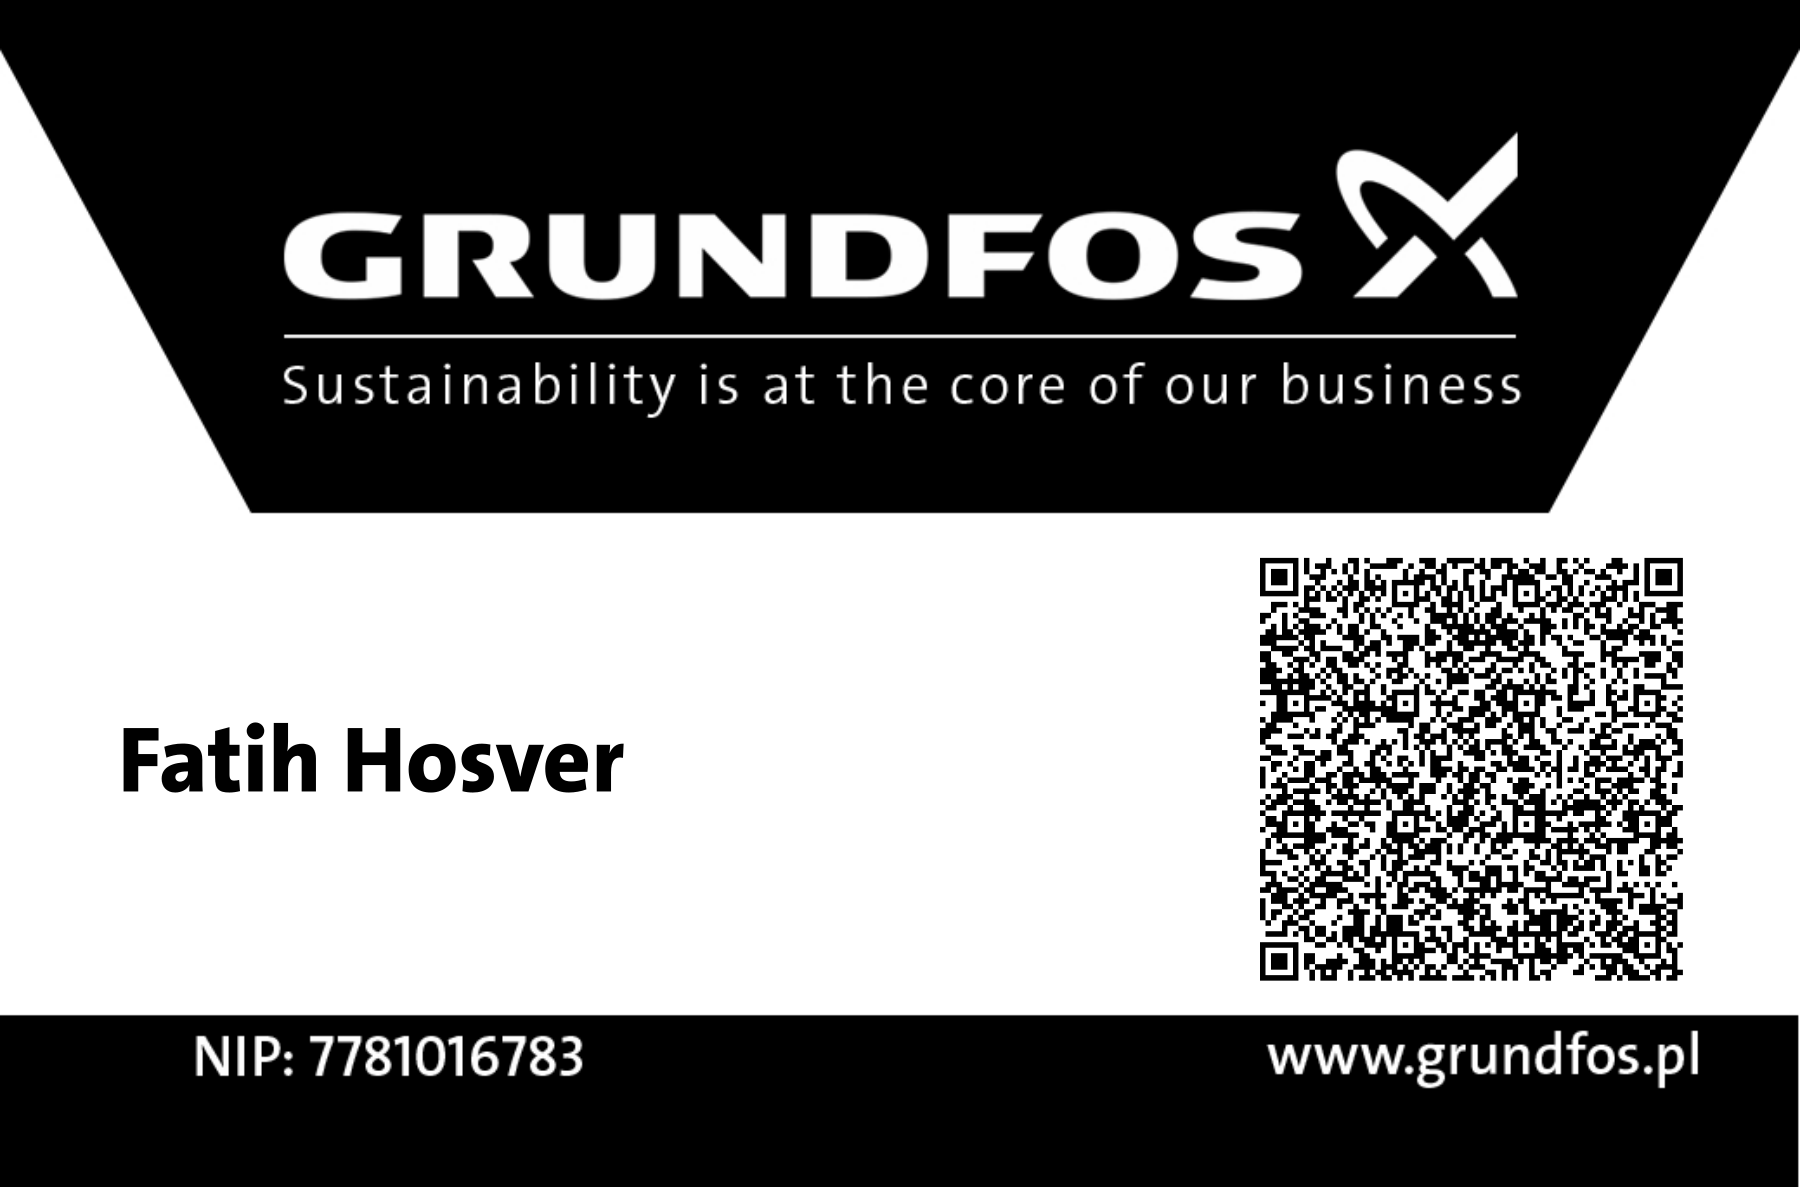 GRUNDFOS
Sustainability is at the core of our business
Fatih Hosver
NIP: 7781016783
www.grundfos.pl